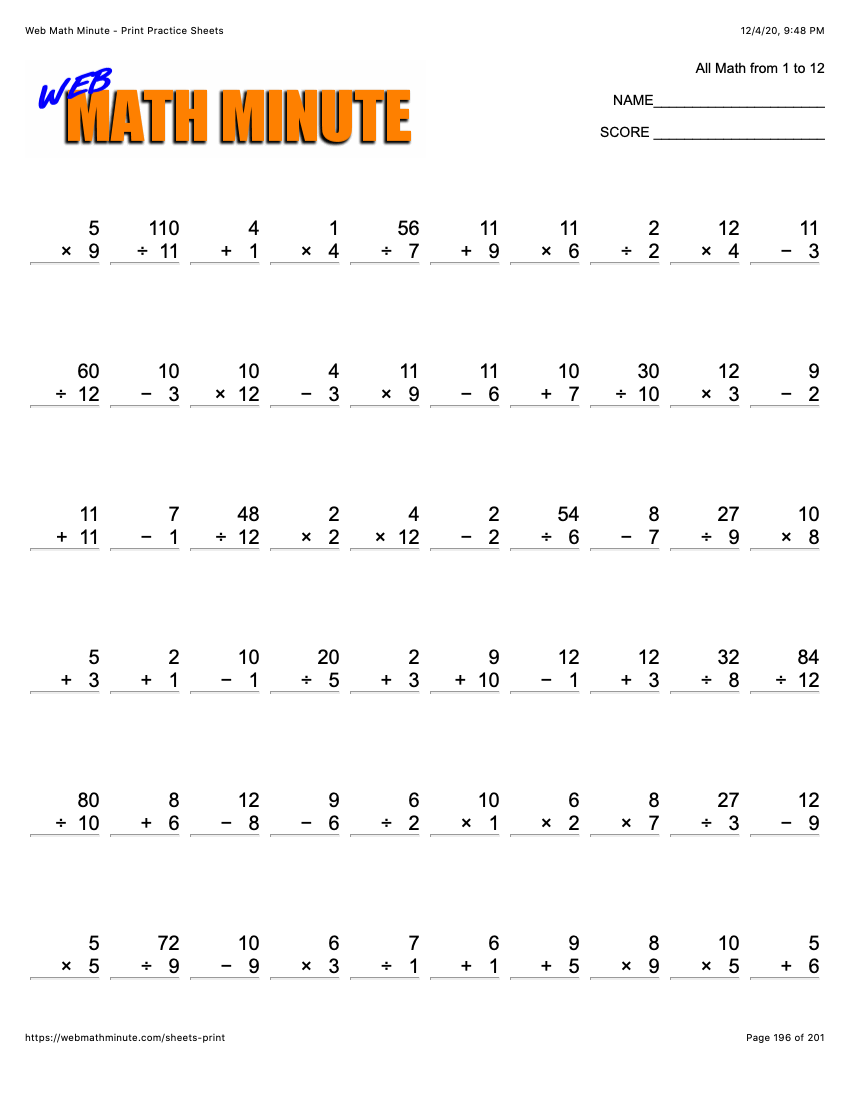 Web Math Minute - Print Practice Sheets 12/4/20, 9:48 PM
WEB
MATH MINUTE
All Math from 1 to 12
NAME______________________
SCORE ______________________
5 110 4 1 56 11 11 2 12 11
× 9 ÷ 11 + 1 × 4 ÷ 7 + 9 × 6 ÷ 2 × 4 − 3
60 10 10 4 11 11 10 30 12 9
÷ 12 − 3 × 12 − 3 × 9 − 6 + 7 ÷ 10 × 3 − 2
11 7 48 2 4 2 54 8 27 10
+ 11 − 1 ÷ 12 × 2 × 12 − 2 ÷ 6 − 7 ÷ 9 × 8
5 2 10 20 2 9 12 12 32 84
+ 3 + 1 − 1 ÷ 5 + 3 + 10 − 1 + 3 ÷ 8 ÷ 12
80 8 12 9 6 10 6 8 27 12
÷ 10 + 6 − 8 − 6 ÷ 2 × 1 × 2 × 7 ÷ 3 − 9
5 72 10 6 7 6 9 8 10 5
× 5 ÷ 9 − 9 × 3 ÷ 1 + 1 + 5 × 9 × 5 + 6
https://webmathminute.com/sheets-print Page 196 of 201